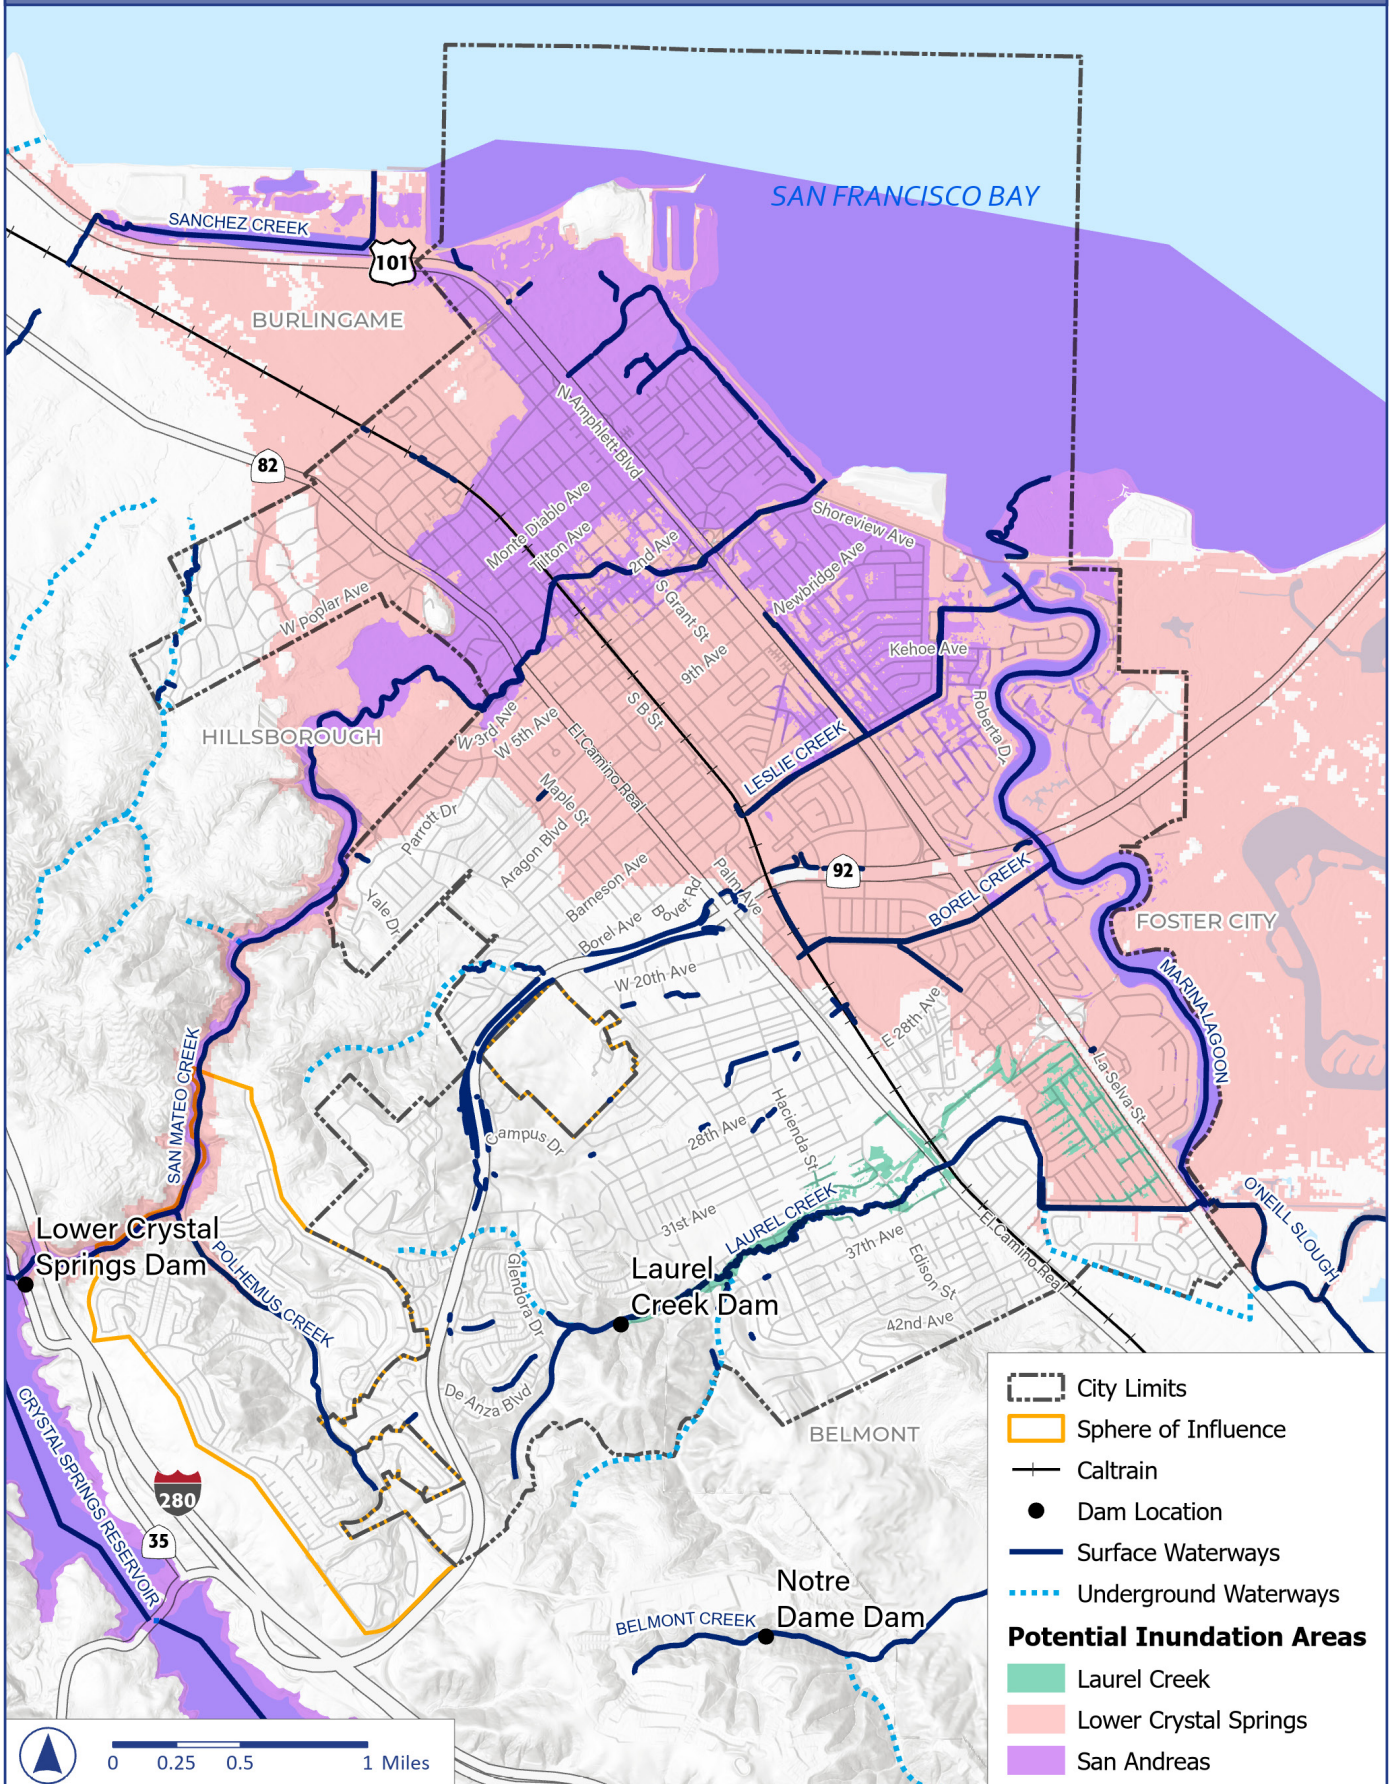 SAN FRANCISCO BAY
SANCHEZ CREEK
101
BURLINGAME
N Amphlett Blvd
82
Monte Diablo Ave
Tilton Ave
2nd Ave
Shoreview Ave
Newbridge Ave
W Poplar Ave
S Grant St
9th Ave
Kehoe Ave
HILLSBOROUGH
W 3rd Ave
W 5th Ave
S B St
El Camino Real
Roberta Dr
LESLIE CREEK
Maple St
Parrott Dr
Aragon Blvd
Barneson Ave
Palm Ave
92
BOREL CREEK
Yale Dr
Borel Ave
Bovet Rd
FOSTER CITY
W 20th Ave
MARINA LAGOON
E 28th Ave
SAN MATEO CREEK
La Selva St
Campus Dr
28th Ave
Hacienda St
LAUREL CREEK
31st Ave
37th Ave
Edison St
El Camino Real
O'NEILL SLOUGH
Lower Crystal
Springs Dam
POLHEMUS CREEK
Glendora Dr
Laurel
Creek Dam
42nd Ave
De Anza Blvd
CRYSTAL SPRINGS RESERVOIR
BELMONT
280
35
Notre
Dame Dam
BELMONT CREEK
City Limits
Sphere of Influence
Caltrain
Dam Location
Surface Waterways
Underground Waterways
Potential Inundation Areas
Laurel Creek
Lower Crystal Springs
San Andreas
0 0.25 0.5 1 Miles